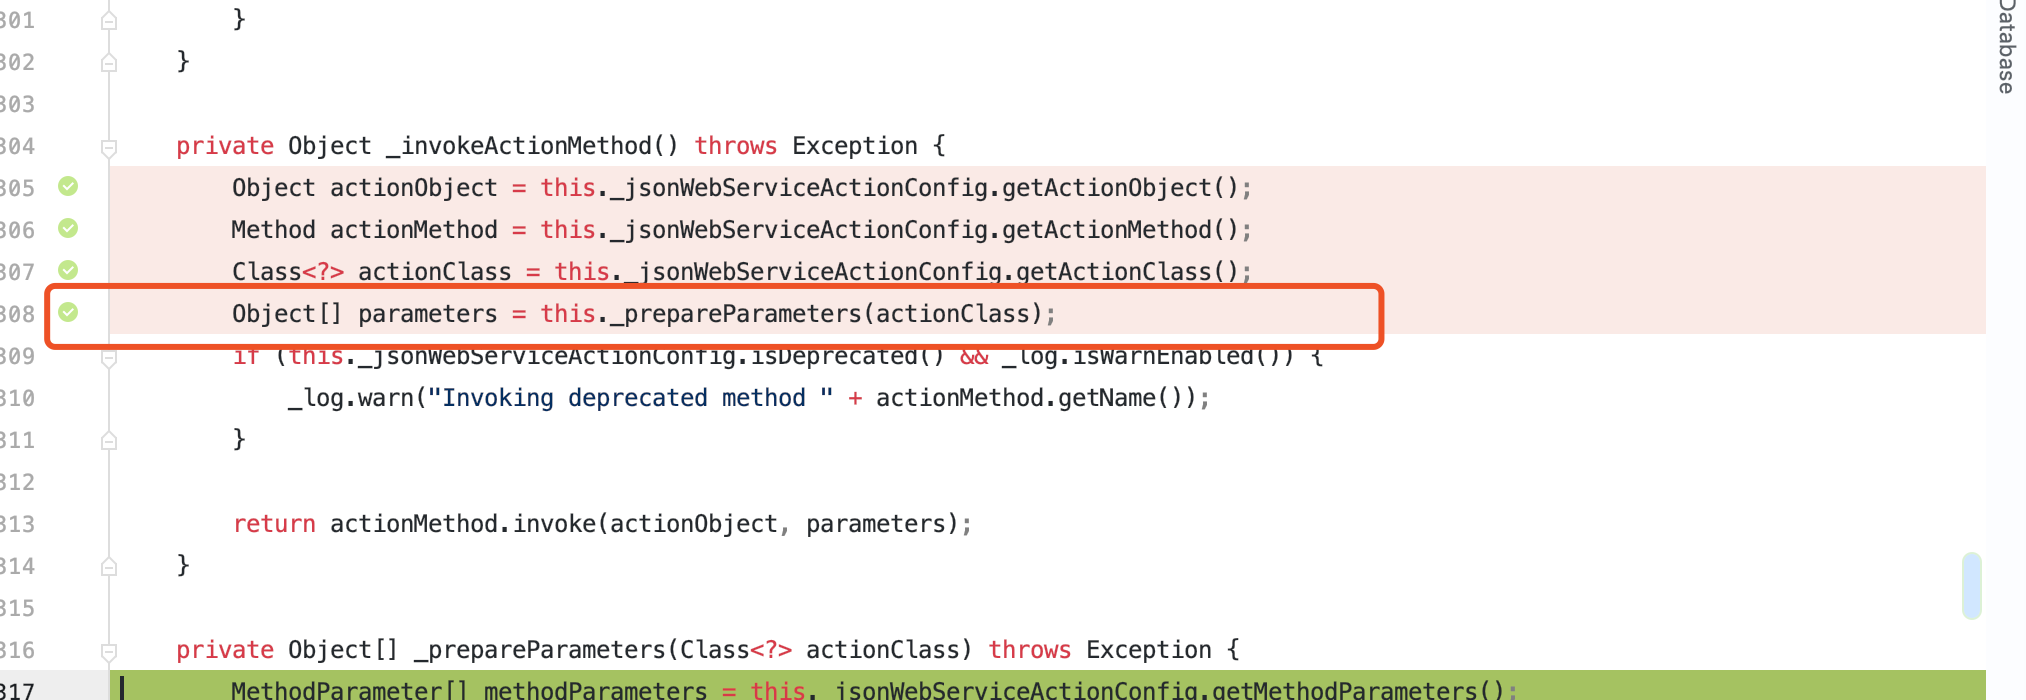 301 }
302 }
303
304 private Object _invokeActionMethod() throws Exception {
305 Object actionObject = this._jsonWebServiceActionConfig.getActionObject();
306 Method actionMethod = this._jsonWebServiceActionConfig.getActionMethod();
307 Class<?> actionClass = this._jsonWebServiceActionConfig.getActionClass();
308 Object[] parameters = this._prepareParameters(actionClass);
309 if (this._jsonWebServiceActionConfig.isDeprecated() && _log.isWarnEnabled()) {
310 _log.warn("Invoking deprecated method " + actionMethod.getName());
311 }
312
313 return actionMethod.invoke(actionObject, parameters);
314 }
315
316 private Object[] _prepareParameters(Class<?> actionClass) throws Exception {
317 MethodParameter[] methodParameters = this._jsonWebServiceActionConfig.getMethodParameters();
Database